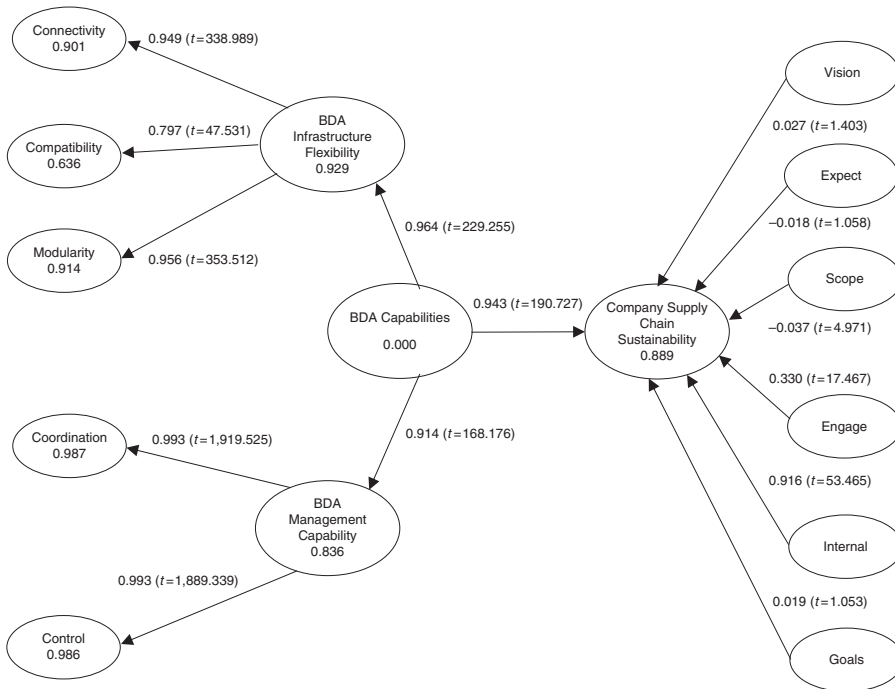 Connectivity
0.901
0.949 (t=338.989)
Compatibility
0.636
0.797 (t=47.531)
Modularity
0.914
0.956 (t=353.512)
BDA
Infrastructure
Flexibility
0.929
0.964 (t=229.255)
BDA Capabilities
0.000
0.943 (t=190.727)
0.914 (t=168.176)
Coordination
0.987
0.993 (t=1,919.525)
BDA
Management
Capability
0.836
0.993 (t=1,889.339)
Control
0.986
Company Supply
Chain
Sustainability
0.889
Vision
0.027 (t=1.403)
Expect
–0.018 (t=1.058)
Scope
–0.037 (t=4.971)
0.330 (t=17.467)
Engage
0.916 (t=53.465)
Internal
0.019 (t=1.053)
Goals